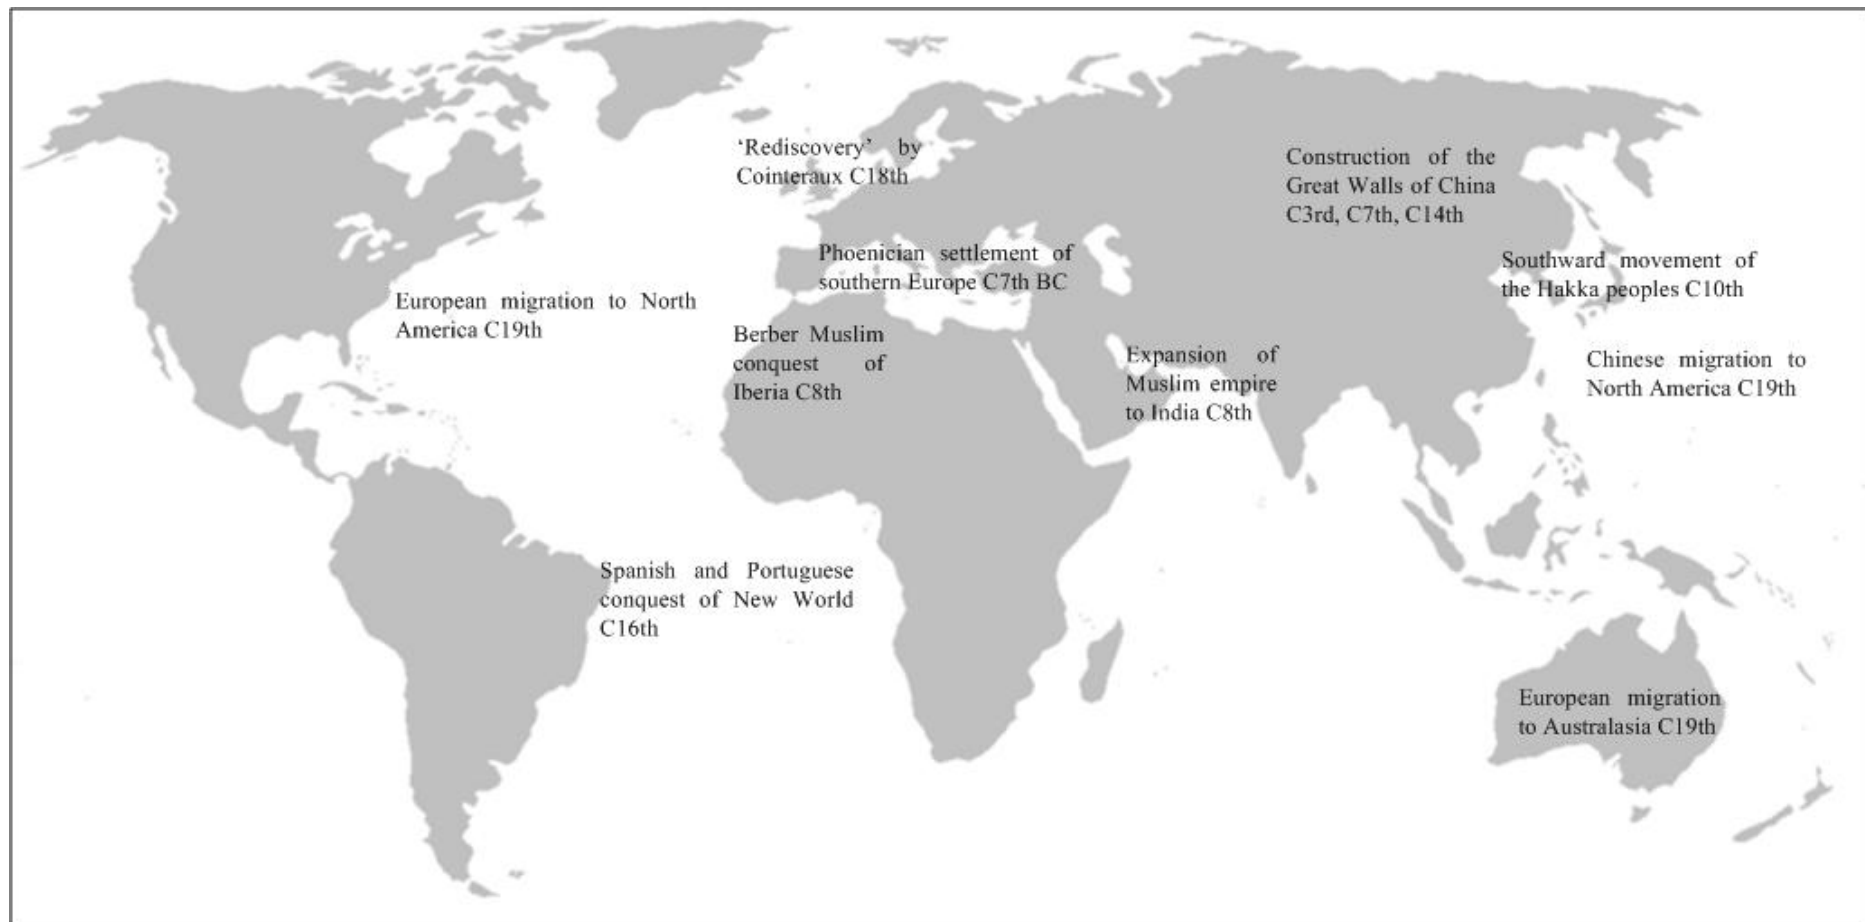 ‘Rediscovery’ by
Cointeraux C18th
Construction of the
Great Walls of China
C3rd, C7th, C14th
Phoenician settlement of
southern Europe C7th BC
Southward movement of
the Hakka peoples C10th
European migration to North
America C19th
Berber Muslim
conquest of
Iberia C8th
Expansion of
Muslim empire
to India C8th
Chinese migration to
North America C19th
Spanish and Portuguese
conquest of New World
C16th
European migration
to Australasia C19th